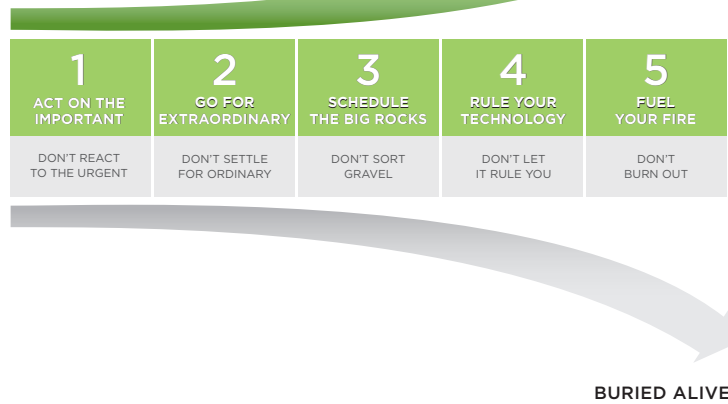 1
ACT ON THE
IMPORTANT
DON'T REACT
TO THE URGENT
2
GO FOR
EXTRAORDINARY
DON'T SETTLE
FOR ORDINARY
3
SCHEDULE
THE BIG ROCKS
DON'T SORT
GRAVEL
4
RULE YOUR
TECHNOLOGY
DON'T LET
IT RULE YOU
5
FUEL
YOUR FIRE
DON'T
BURN OUT
BURIED ALIVE